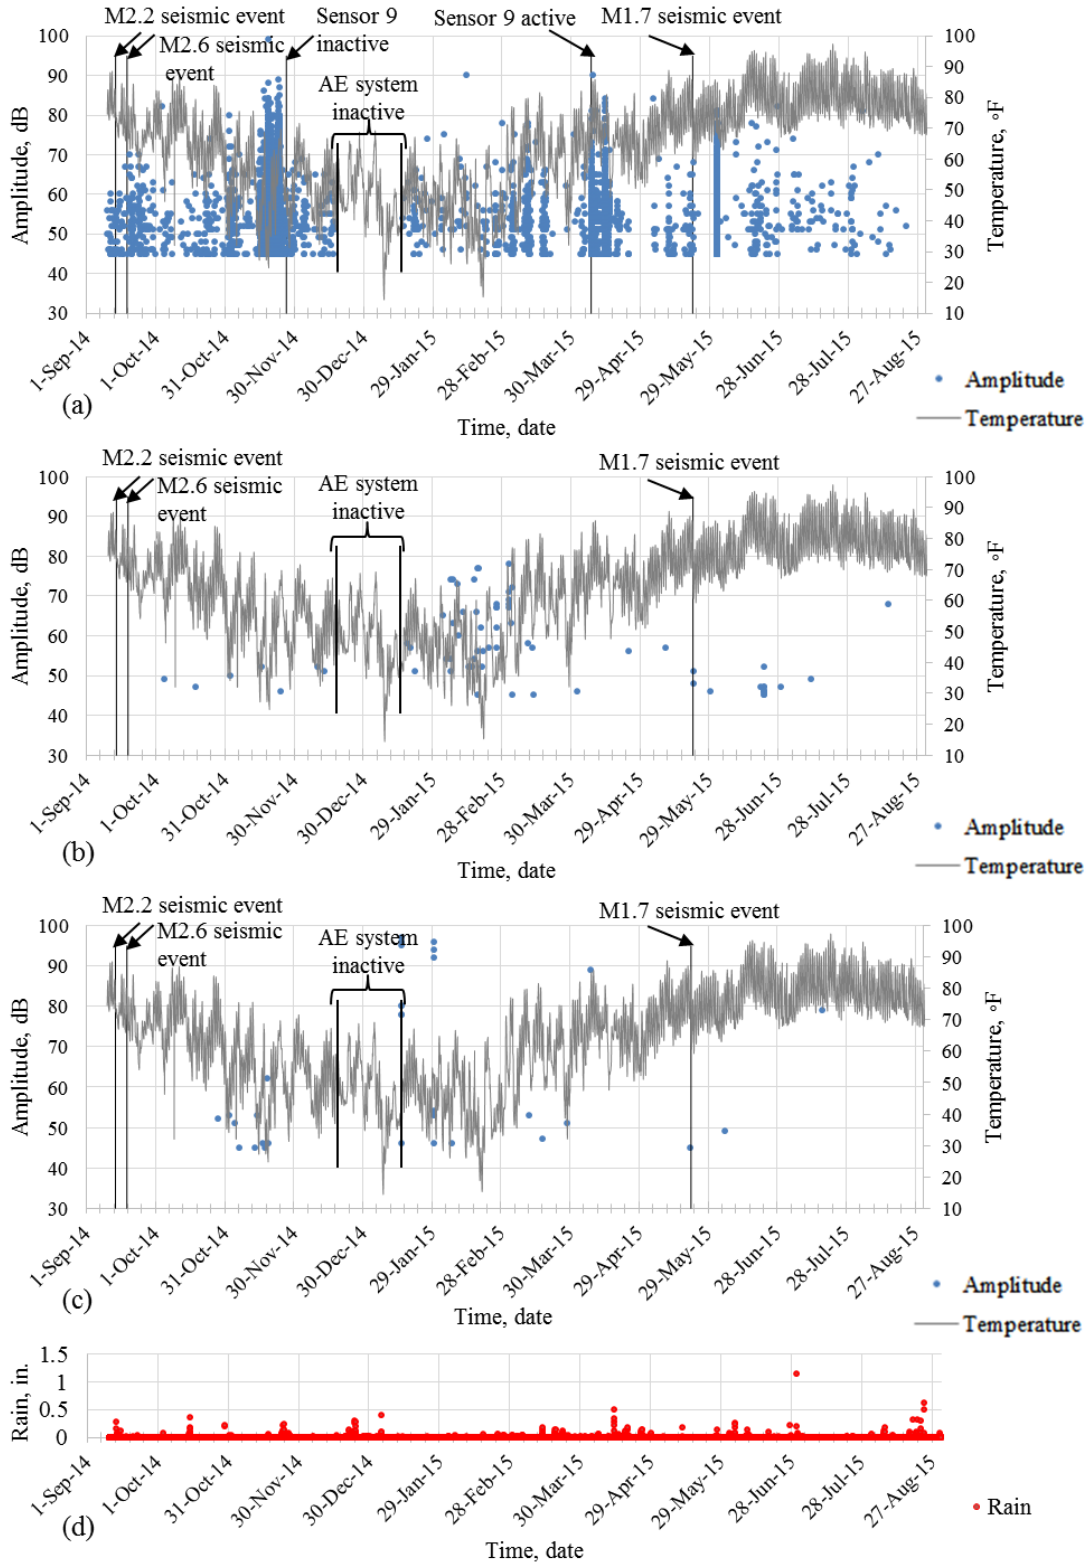 M2.2 seismic event
M2.6 seismic
event
Sensor 9
inactive
AE system
inactive
Sensor 9 active
M1.7 seismic event
100
90
80
70
60
50
40
30
Amplitude, dB
100
90
80
70
60
50
40
30
20
10
Temperature, °F
1-Sep-14
1-Oct-14
31-Oct-14
30-Nov-14
30-Dec-14
29-Jan-15
28-Feb-15
30-Mar-15
29-Apr-15
29-May-15
28-Jun-15
28-Jul-15
27-Aug-15
(a)
Time, date
Amplitude
Temperature
M2.2 seismic event
M2.6 seismic
event
AE system
inactive
M1.7 seismic event
100
90
80
70
60
50
40
30
Amplitude, dB
100
90
80
70
60
50
40
30
20
10
Temperature, °F
1-Sep-14
1-Oct-14
31-Oct-14
30-Nov-14
30-Dec-14
29-Jan-15
28-Feb-15
30-Mar-15
29-Apr-15
29-May-15
28-Jun-15
28-Jul-15
27-Aug-15
(b)
Time, date
Amplitude
Temperature
M2.2 seismic event
M2.6 seismic
event
AE system
inactive
M1.7 seismic event
100
90
80
70
60
50
40
30
Amplitude, dB
100
90
80
70
60
50
40
30
20
10
Temperature, °F
1-Sep-14
1-Oct-14
31-Oct-14
30-Nov-14
30-Dec-14
29-Jan-15
28-Feb-15
30-Mar-15
29-Apr-15
29-May-15
28-Jun-15
28-Jul-15
27-Aug-15
(c)
Time, date
Amplitude
Temperature
1.5
1
0.5
0
Rain, in.
1-Sep-14
1-Oct-14
31-Oct-14
30-Nov-14
30-Dec-14
29-Jan-15
28-Feb-15
30-Mar-15
29-Apr-15
29-May-15
28-Jun-15
28-Jul-15
27-Aug-15
(d)
Time, date
Rain